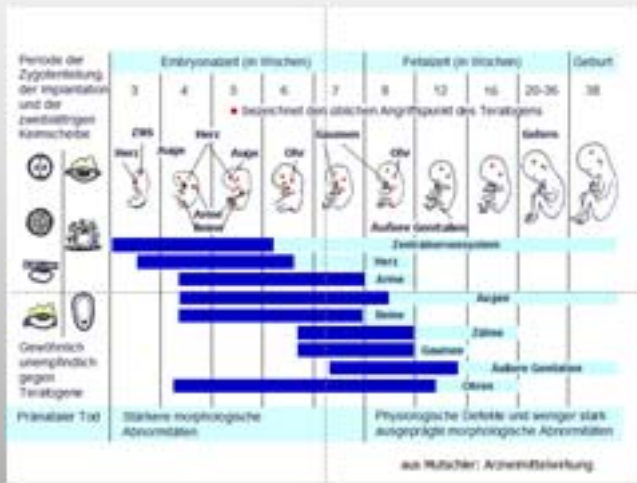 Periode der
Zygotenteilung,
der Implantation
und der
zweiblättrigen
Keimscheibe
Embryonalzeit (in Wochen)
Fetalzeit (in Wochen)
Geburt
3 4 5 6 7 8 12 16 20-36 38
• bezeichnet den üblichen Angriffspunkt des Teratogens
ZNS
Herz
Auge
Herz
Auge
Ohr
Gaumen
Ohr
Gehirn
Arme
Beine
Äußere Genitalien
Zentralnervensystem
Herz
Arme
Augen
Beine
Zähne
Gaumen
Äußere Genitalien
Ohren
Gewöhnlich
unempfindlich
gegen
Teratogene
Pränataler Tod
Stärkere morphologische
Abnormitäten
Physiologische Defekte und weniger stark
ausgeprägte morphologische Abnormitäten
aus Mutschler: Arzneimittelwirkung